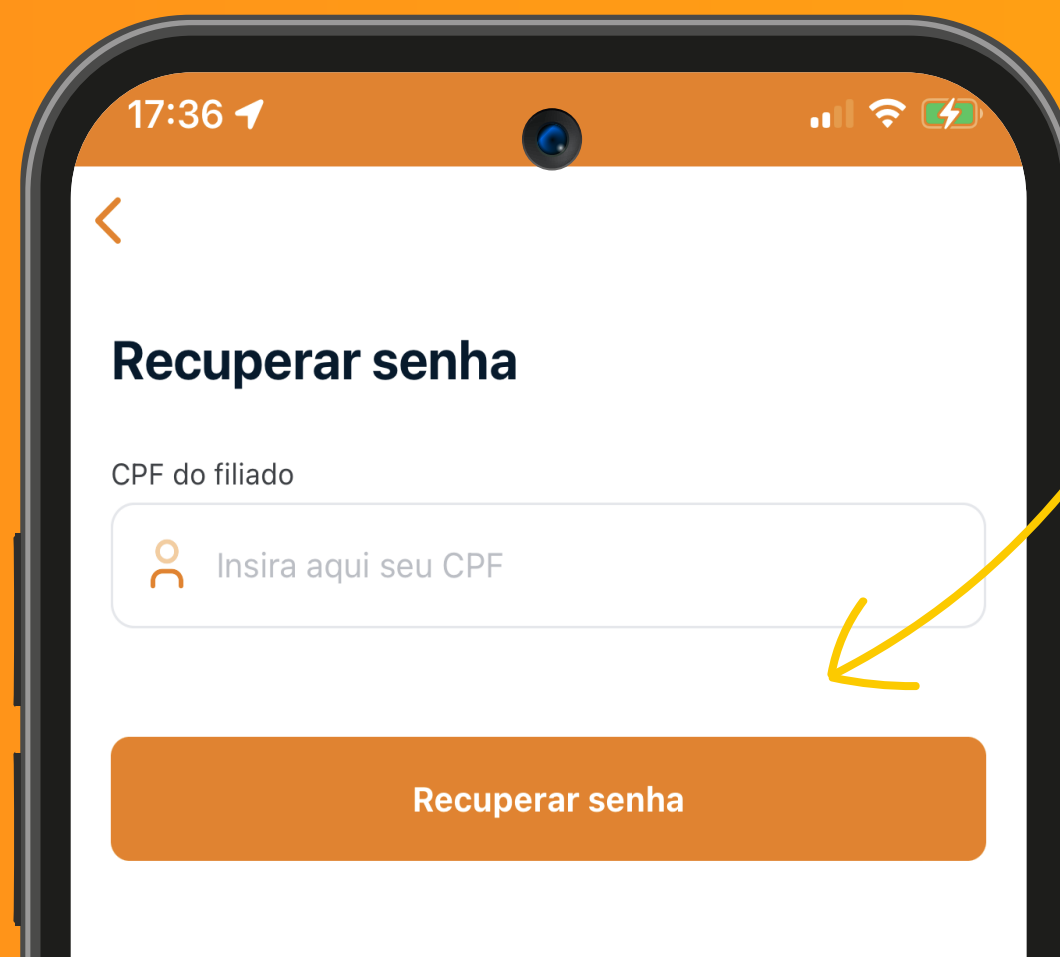 17:36
Recuperar senha
CPF do filiado
Insira aqui seu CPF
Recuperar senha